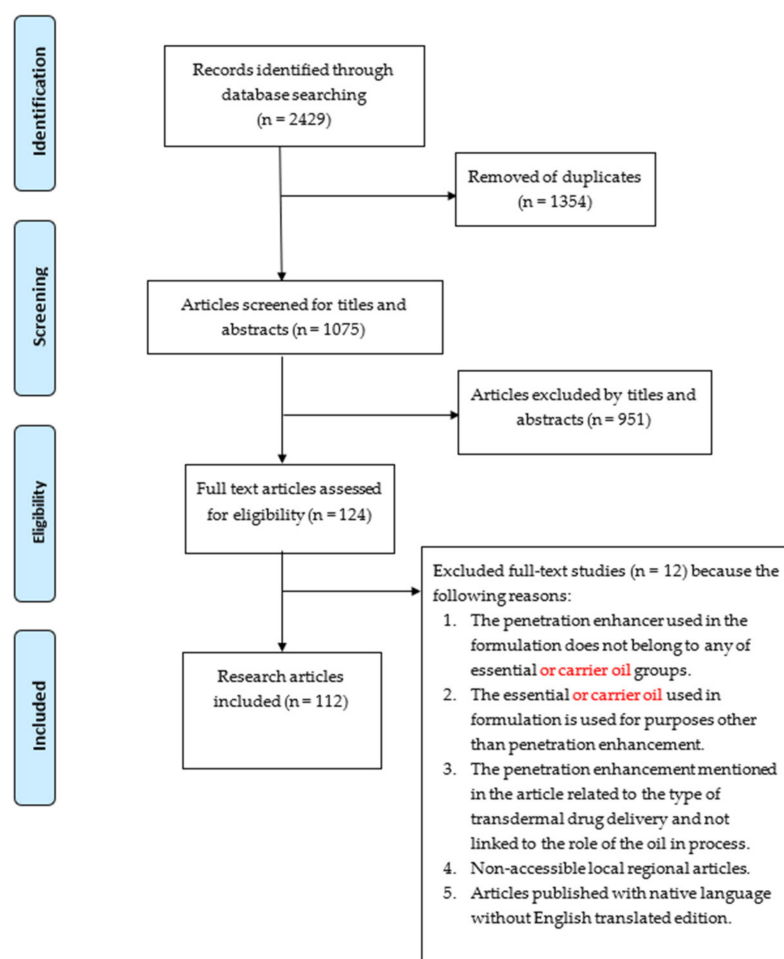 Identification
Records identified through
database searching
(n = 2429)
Removed of duplicates
(n = 1354)
Screening
Articles screened for titles and
abstracts (n = 1075)
Articles excluded by titles and
abstracts (n = 951)
Eligibility
Full text articles assessed
for eligibility (n = 124)
Excluded full-text studies (n = 12) because the
following reasons:
1. The penetration enhancer used in the
formulation does not belong to any of
essential or carrier oil groups.
2. The essential or carrier oil used in
formulation is used for purposes other
than penetration enhancement.
3. The penetration enhancement mentioned
in the article related to the type of
transdermal drug delivery and not
linked to the role of the oil in process.
4. Non-accessible local regional articles.
5. Articles published with native language
without English translated edition.
Included
Research articles
included (n = 112)